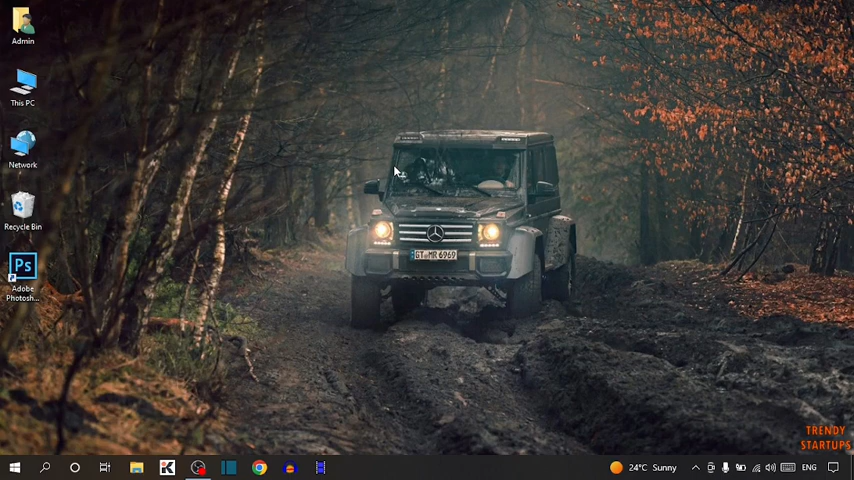 Admin
This PC
Network
Recycle Bin
Ps
Adobe
Photosh...
GT MR 6969
TRENDY
STARTUPS
K
24°C Sunny
ENG